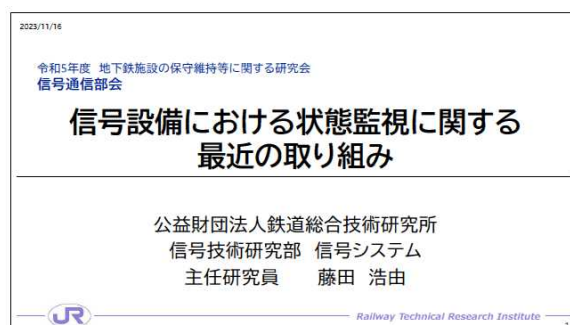 2023/11/16
令和5年度 地下鉄施設の保守維持等に関する研究会
信号通信部会
信号設備における状態監視に関する
最近の取り組み
公益財団法人鉄道総合技術研究所
信号技術研究部 信号システム
主任研究員 藤田 浩由
JR
Railway Technical Research Institute
1